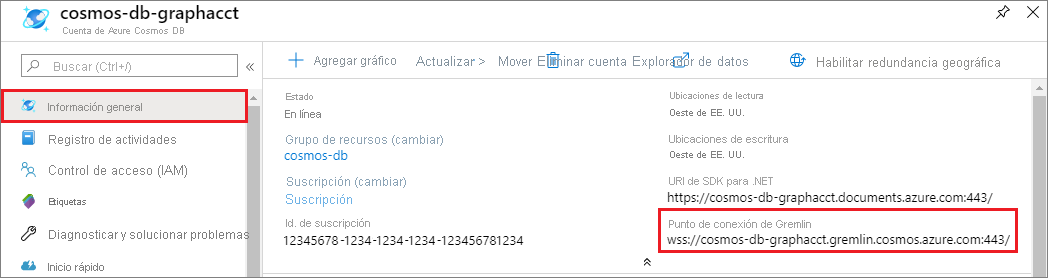 cosmos-db-graphacct
Cuenta de Azure Cosmos DB
Buscar (Ctrl+/)
Información general
Registro de actividades
Control de acceso (IAM)
Etiquetas
Diagnosticar y solucionar problemas
Inicio rápido
Agregar gráfico Actualizar > Mover Eliminar cuenta Explorador de datos Habilitar redundancia geográfica
Estado
En línea
Grupo de recursos (cambiar)
cosmos-db
Suscripción (cambiar)
Suscripción
Id. de suscripción
12345678 -1234- 1234 -1234 -123456781234
Ubicaciones de lectura
Oeste de EE. UU.
Ubicaciones de escritura
Oeste de EE. UU.
URI de SDK para .NET
https://cosmos-db-graphacct.documents.azure.com:443/
Punto de conexión de Gremlin
wss://cosmos-db-graphacct.gremlin.cosmos.azure.com:443/